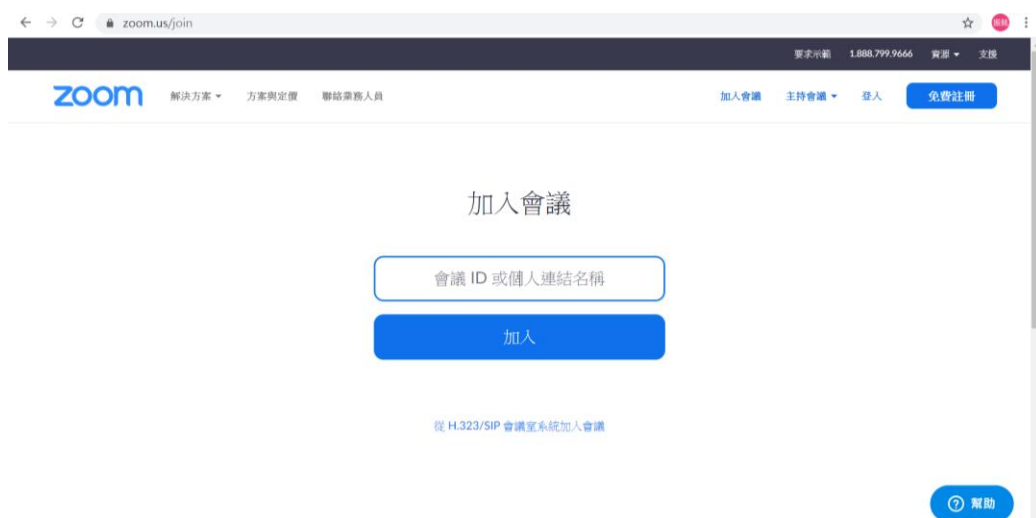 zoom.us/join
要求示範 1.888.799.9666 資源 支援
zoom 解決方案 方案與定價 聯絡業務人員 加入會議 主持會議 登入 免費註冊
加入會議
會議 ID 或個人連結名稱
加入
從 H.323/SIP 會議室系統加入會議
幫助